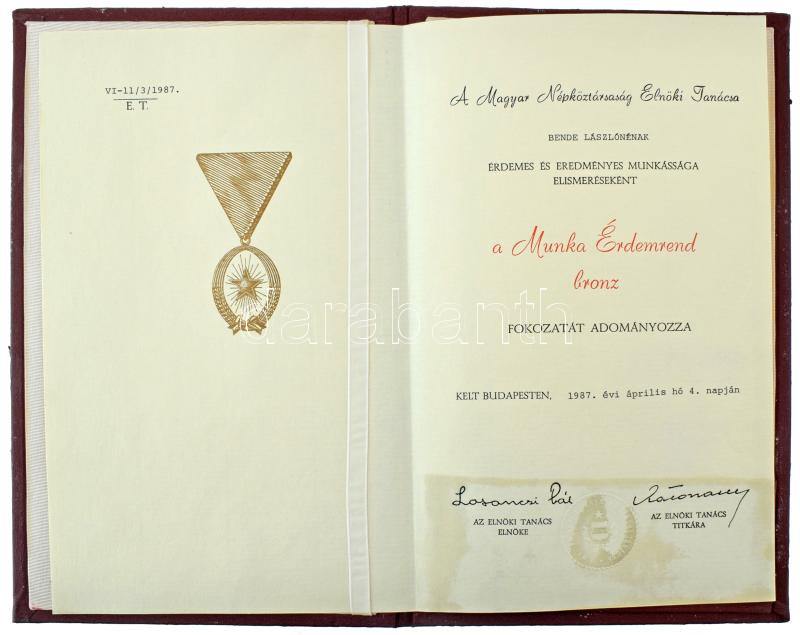 VI-11/3/1987.
E. T.
A Magyar Népköztársaság Elnöki Tanácsa
BENDE LÁSZLÓNÉNAK
ÉRDEMES ÉS EREDMÉNYES MUNKÁSSÁGA
ELISMERÉSEKÉNT
a Munka Érdemrend
bronz
FOKOZATÁT ADOMÁNYOZZA
KELT BUDAPESTEN, 1987. évi április hó 4. napján
Losonczi Pál
AZ ELNÖKI TANÁCS
ELNÖKE
AZ ELNÖKI TANÁCS
TITKÁRA
darabanth